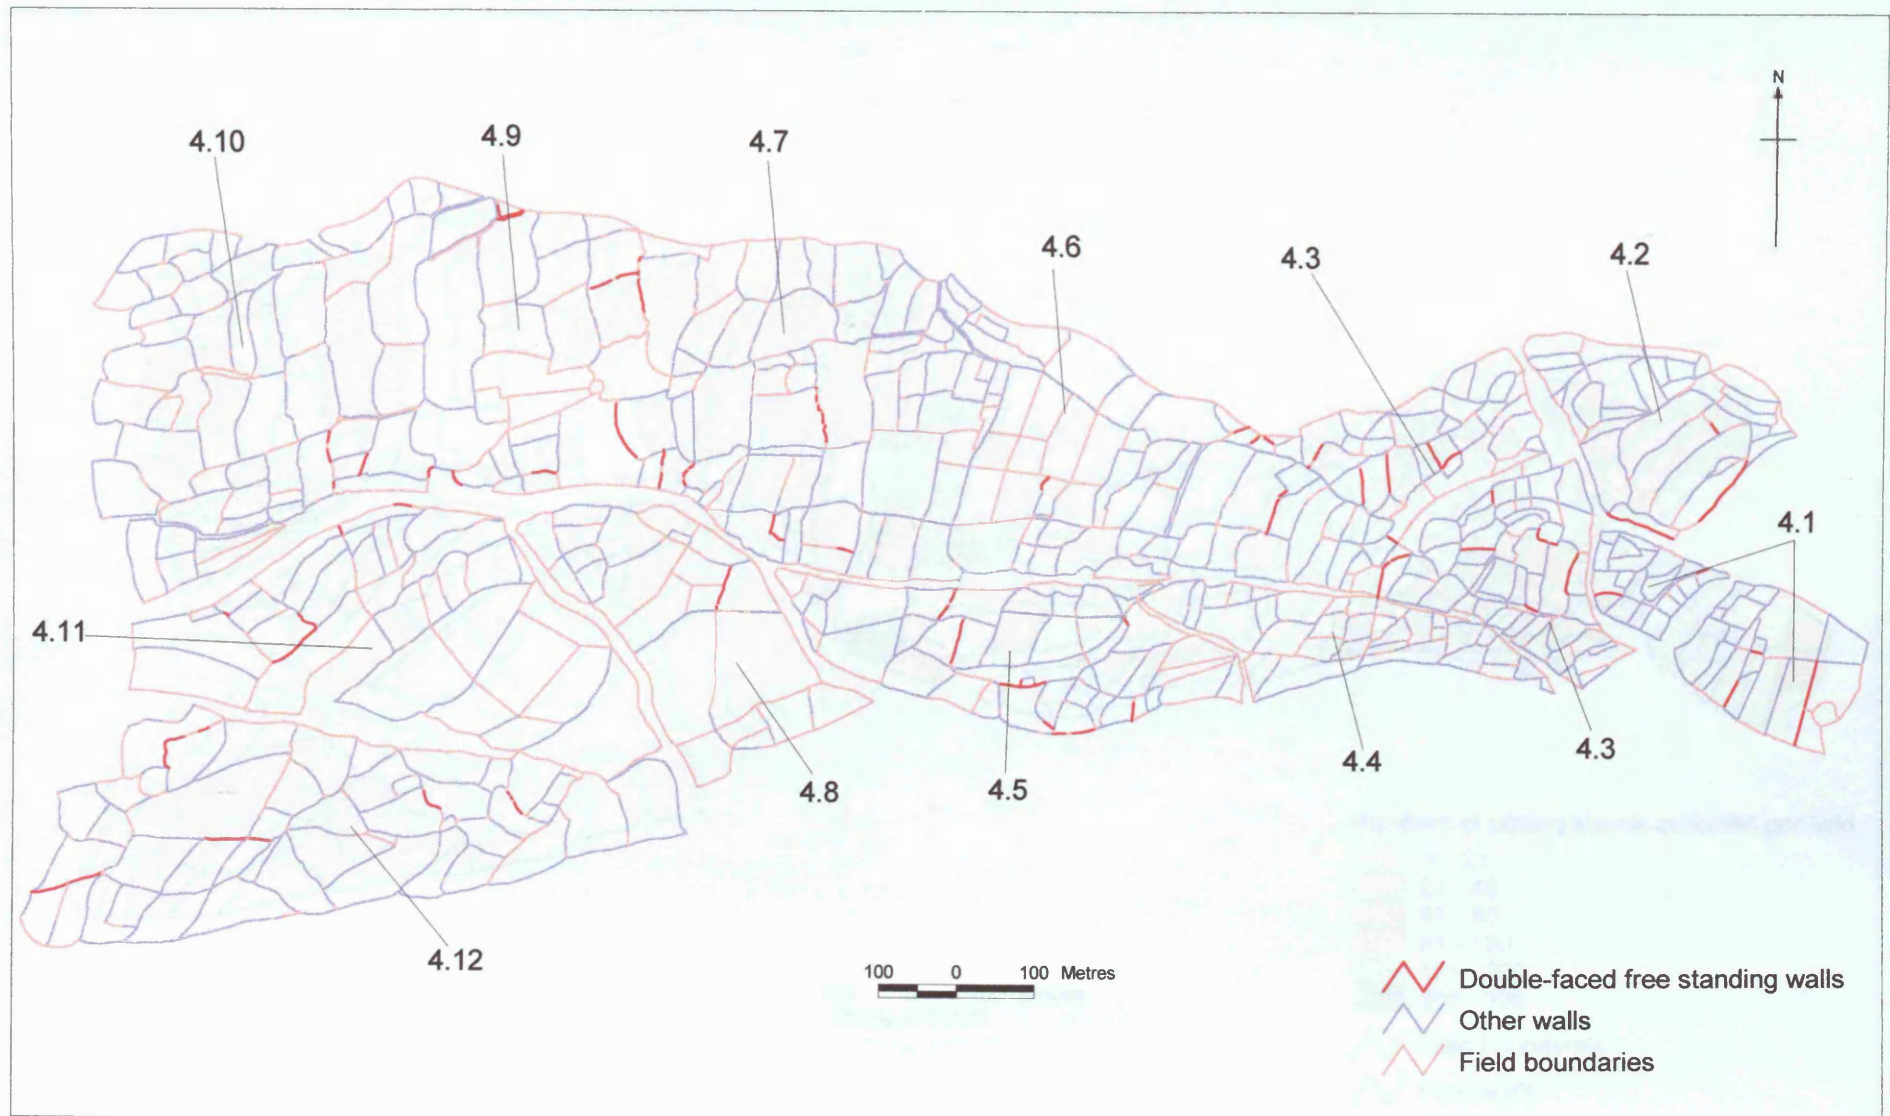 N
4.10
4.9
4.7
4.6
4.3
4.2
4.1
4.11
4.8
4.5
4.4
4.3
4.12
100 0 100 Metres
Double-faced free standing walls
Other walls
Field boundaries